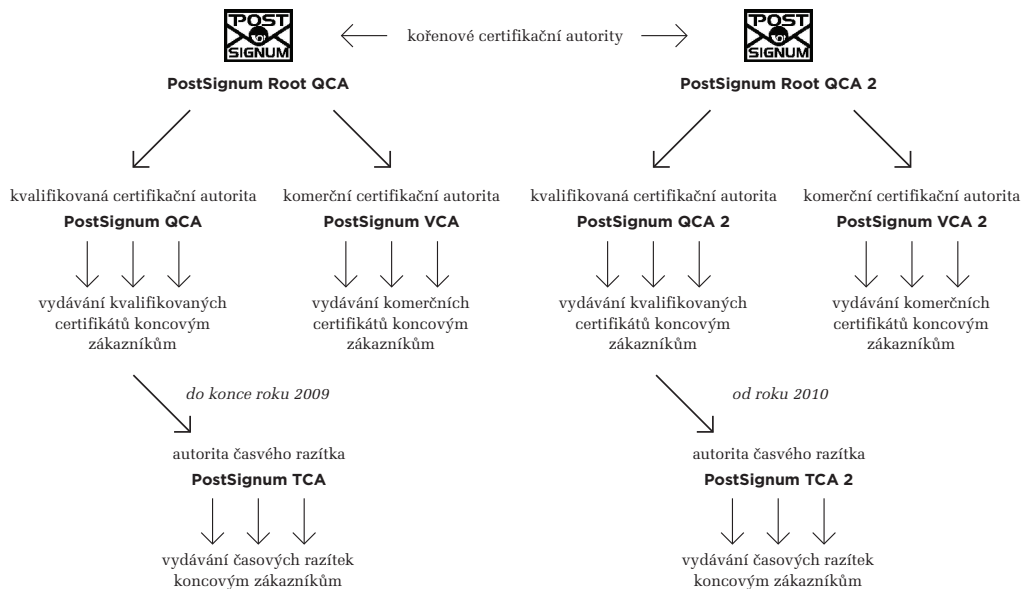 POST
SIGNUM
kořenové certifikační autority
POST
SIGNUM
PostSignum Root QCA
PostSignum Root QCA 2
kvalifikovaná certifikační autorita
PostSignum QCA
komerční certifikační autorita
PostSignum VCA
kvalifikovaná certifikační autorita
PostSignum QCA 2
komerční certifikační autorita
PostSignum VCA 2
vydávání kvalifikovaných
certifikátů koncovým
zákazníkům
vydávání komerčních
certifikátů koncovým
zákazníkům
vydávání kvalifikovaných
certifikátů koncovým
zákazníkům
vydávání komerčních
certifikátů koncovým
zákazníkům
do konce roku 2009
od roku 2010
autorita časvého razítka
PostSignum TCA
autorita časvého razítka
PostSignum TCA 2
vydávání časových razítek
koncovým zákazníkům
vydávání časových razítek
koncovým zákazníkům